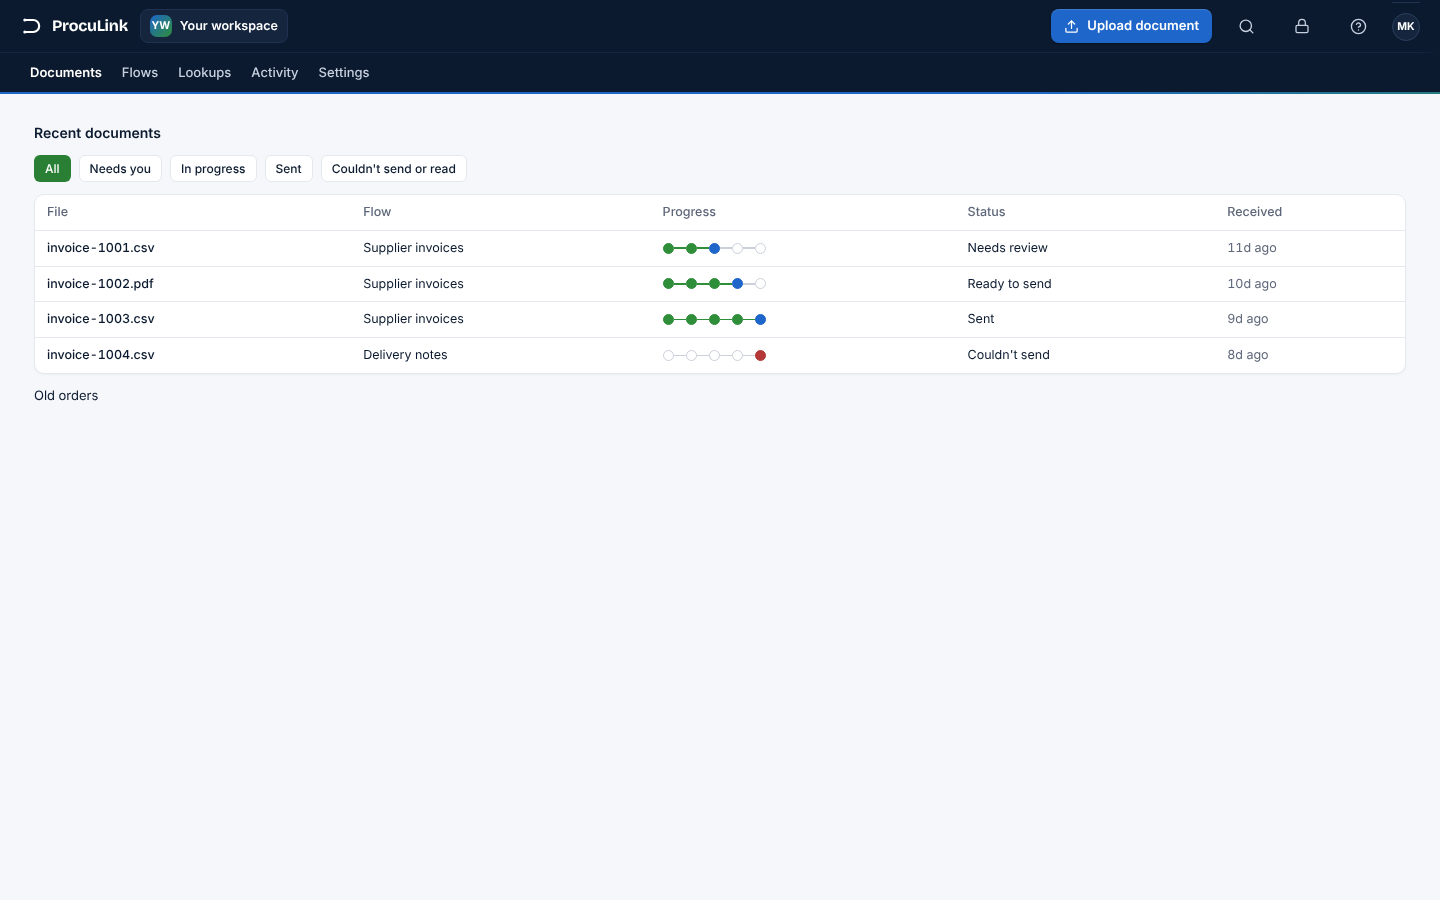 ProcuLink
YW Your workspace
Upload document
MK
Documents Flows Lookups Activity Settings
Recent documents
All Needs you In progress Sent Couldn't send or read
File Flow Progress Status Received
invoice-1001.csv Supplier invoices Needs review 11d ago
invoice-1002.pdf Supplier invoices Ready to send 10d ago
invoice-1003.csv Supplier invoices Sent 9d ago
invoice-1004.csv Delivery notes Couldn't send 8d ago
Old orders